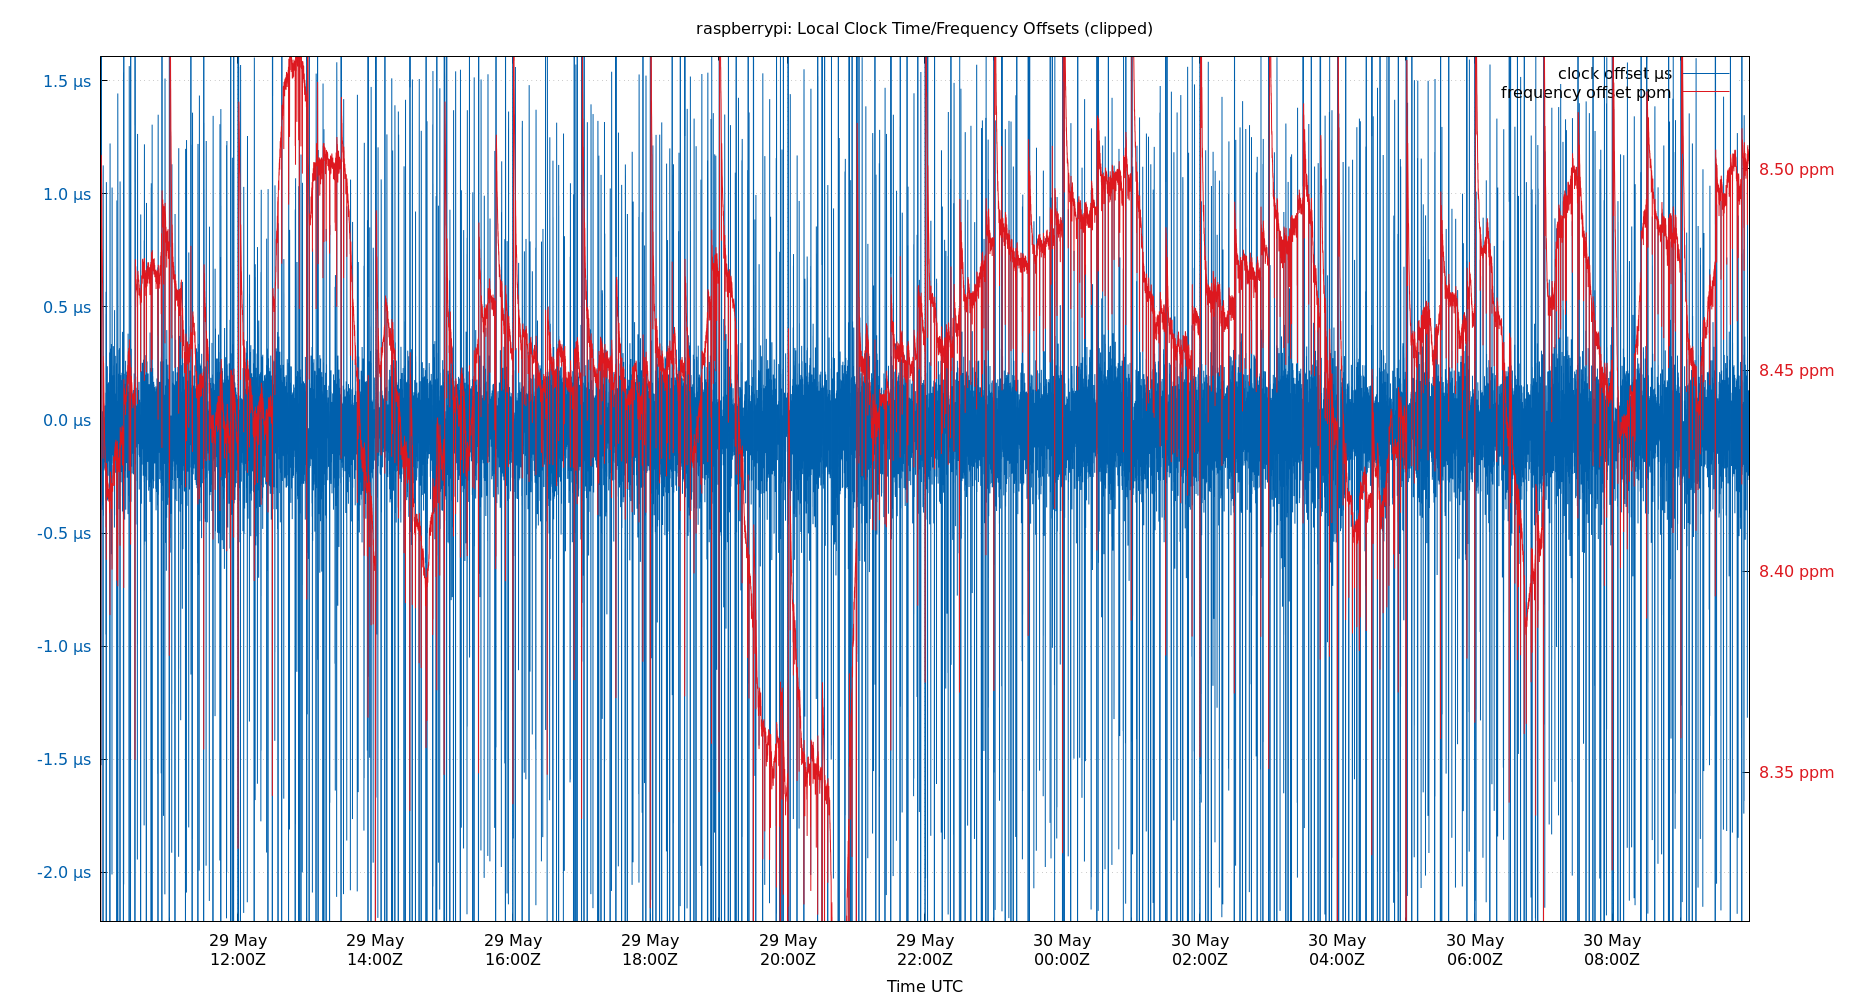 raspberrypi: Local Clock Time/Frequency Offsets (clipped)
clock offset µs
frequency offset ppm
1.5 µs
1.0 µs
0.5 µs
0.0 µs
-0.5 µs
-1.0 µs
-1.5 µs
-2.0 µs
8.50 ppm
8.45 ppm
8.40 ppm
8.35 ppm
29 May
12:00Z
29 May
14:00Z
29 May
16:00Z
29 May
18:00Z
29 May
20:00Z
29 May
22:00Z
30 May
00:00Z
30 May
02:00Z
30 May
04:00Z
30 May
06:00Z
30 May
08:00Z
Time UTC